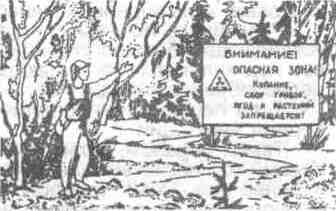 ВНИМАНИЕ!
ОПАСНАЯ ЗОНА!
КУПАНИЕ,
СБОР ГРИБОВ,
ЯГОД И РАСТЕНИЙ
ЗАПРЕЩАЕТСЯ!